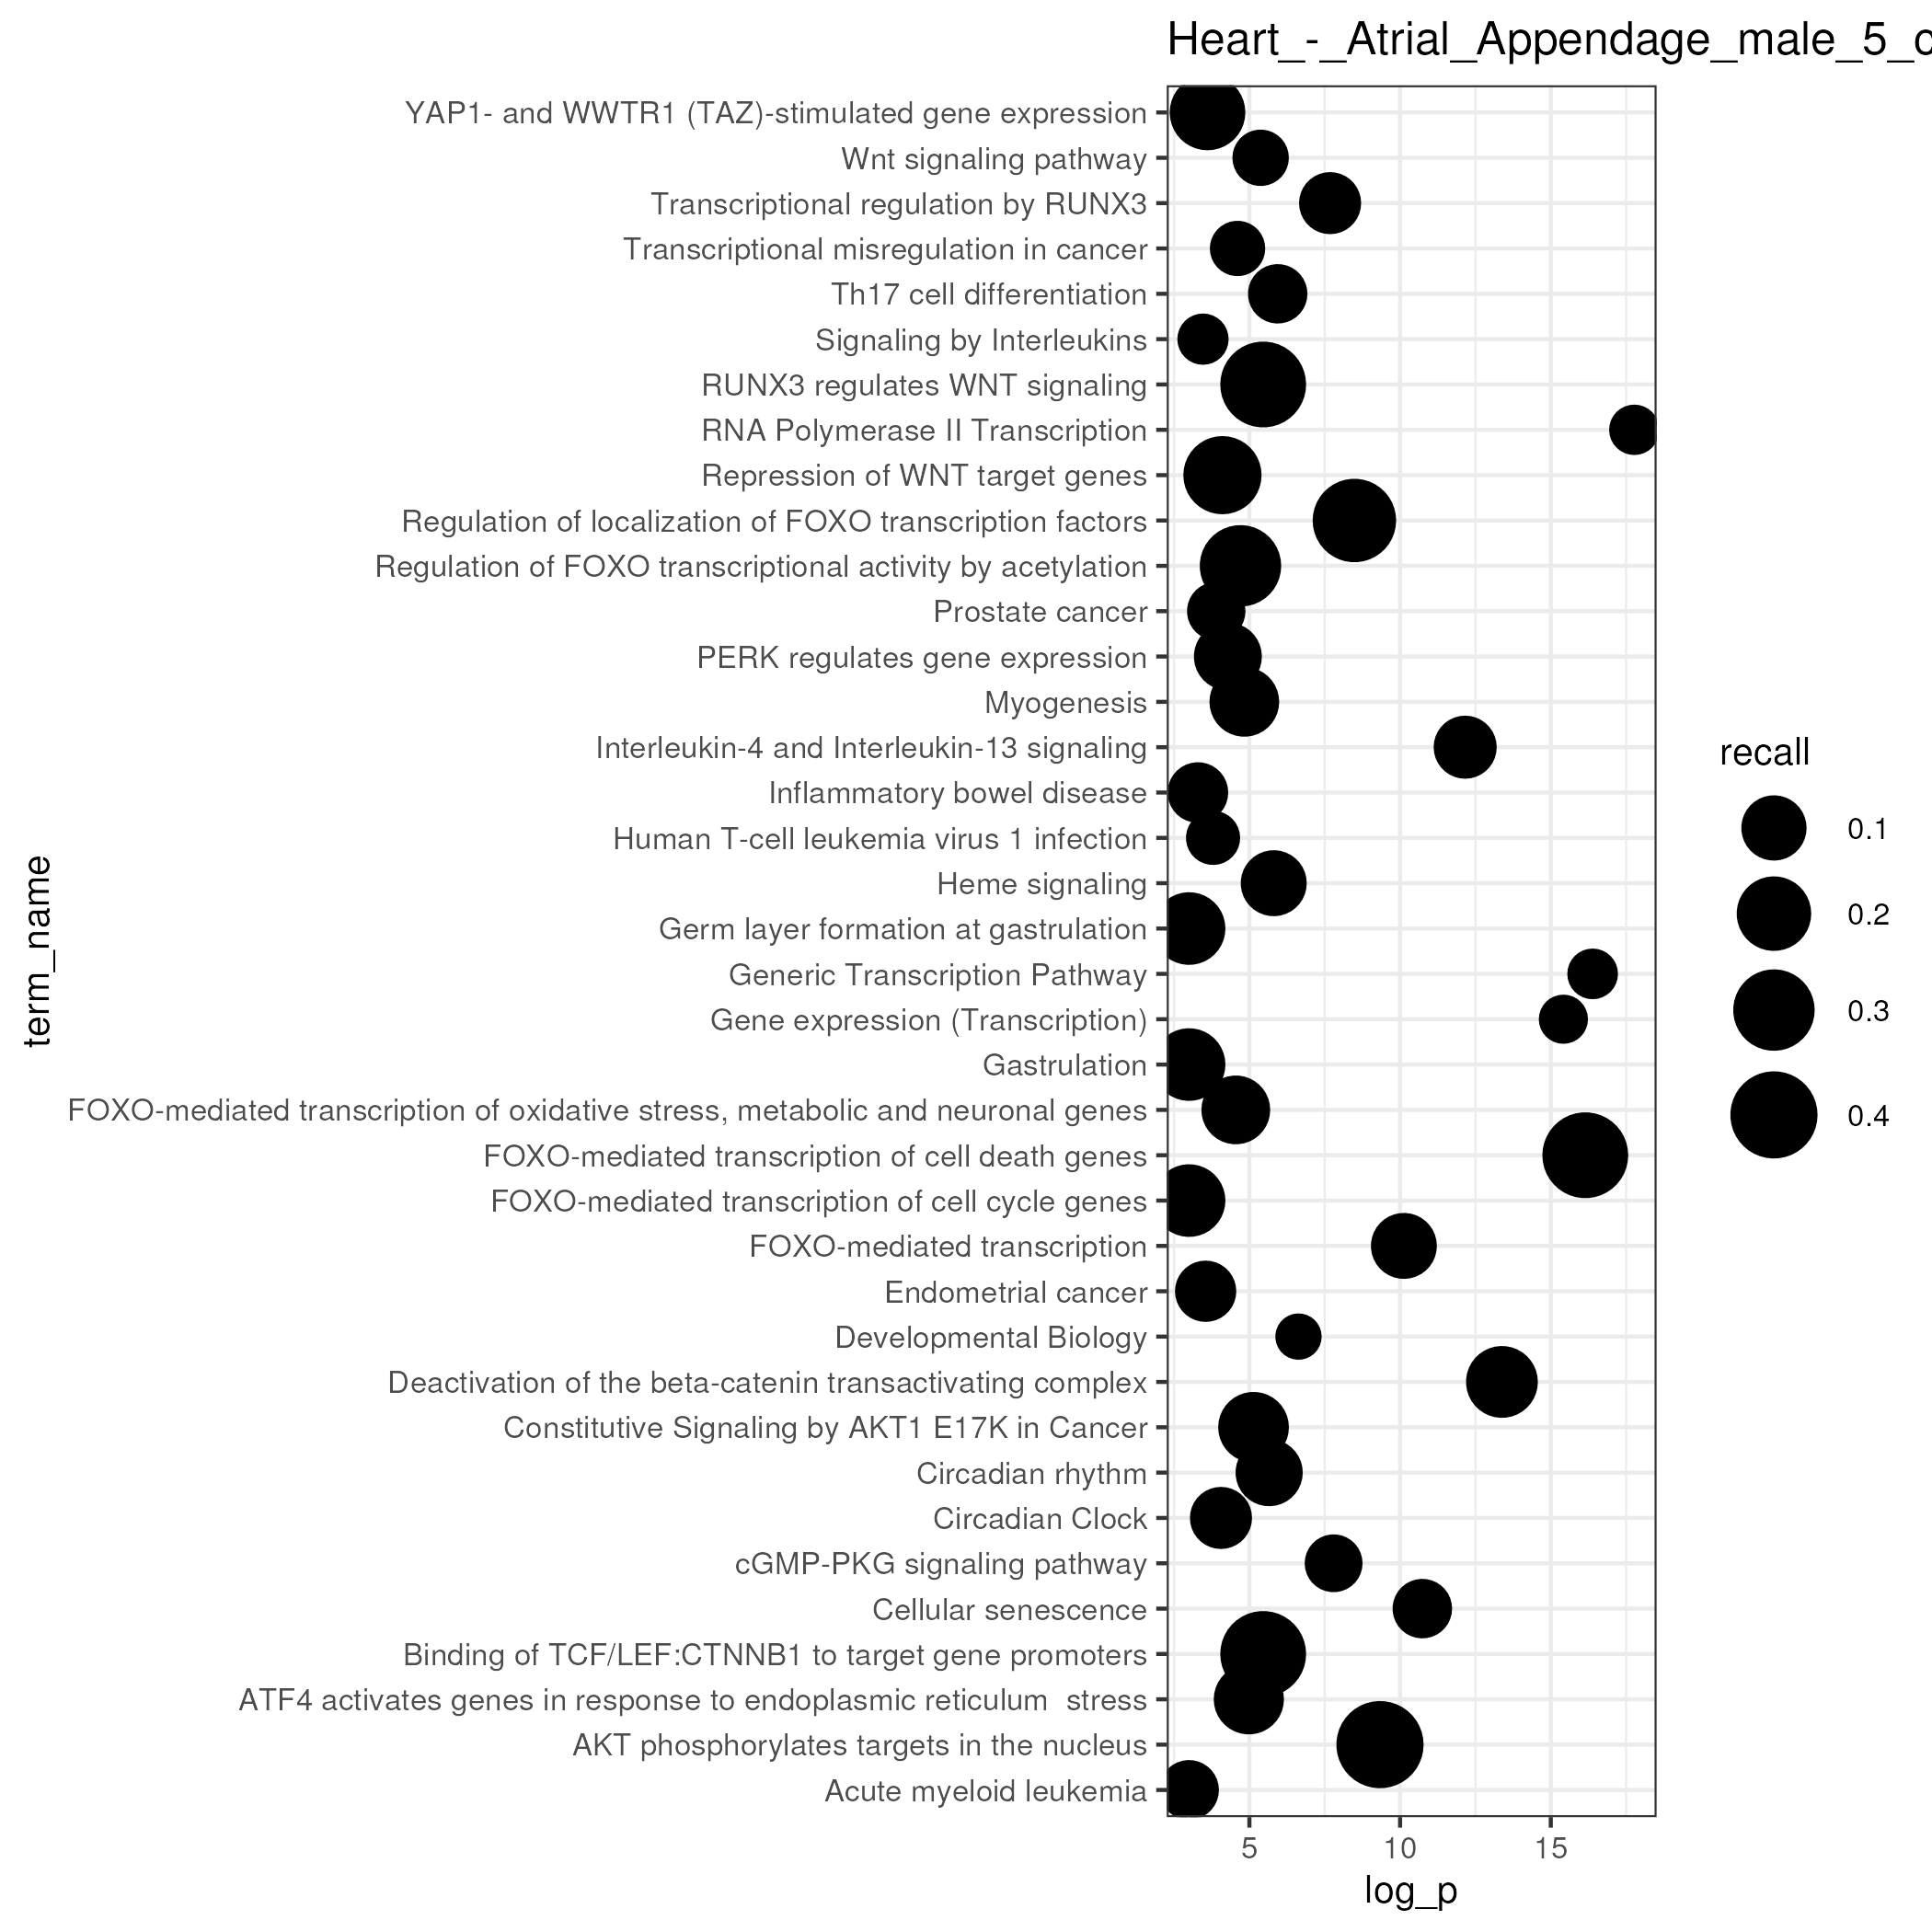 Heart_-_Atrial_Appendage_male_5_
YAP1- and WWTR1 (TAZ)-stimulated gene expression
Wnt signaling pathway
Transcriptional regulation by RUNX3
Transcriptional misregulation in cancer
Th17 cell differentiation
Signaling by Interleukins
RUNX3 regulates WNT signaling
RNA Polymerase II Transcription
Repression of WNT target genes
Regulation of localization of FOXO transcription factors
Regulation of FOXO transcriptional activity by acetylation
Prostate cancer
PERK regulates gene expression
Myogenesis
Interleukin-4 and Interleukin-13 signaling
Inflammatory bowel disease
Human T-cell leukemia virus 1 infection
Heme signaling
Germ layer formation at gastrulation
Generic Transcription Pathway
Gene expression (Transcription)
Gastrulation
FOXO-mediated transcription of oxidative stress, metabolic and neuronal genes
FOXO-mediated transcription of cell death genes
FOXO-mediated transcription of cell cycle genes
FOXO-mediated transcription
Endometrial cancer
Developmental Biology
Deactivation of the beta-catenin transactivating complex
Constitutive Signaling by AKT1 E17K in Cancer
Circadian rhythm
Circadian Clock
cGMP-PKG signaling pathway
Cellular senescence
Binding of TCF/LEF:CTNNB1 to target gene promoters
ATF4 activates genes in response to endoplasmic reticulum  stress
AKT phosphorylates targets in the nucleus
Acute myeloid leukemia
term_name
5 10 15
log_p
recall
0.1
0.2
0.3
0.4